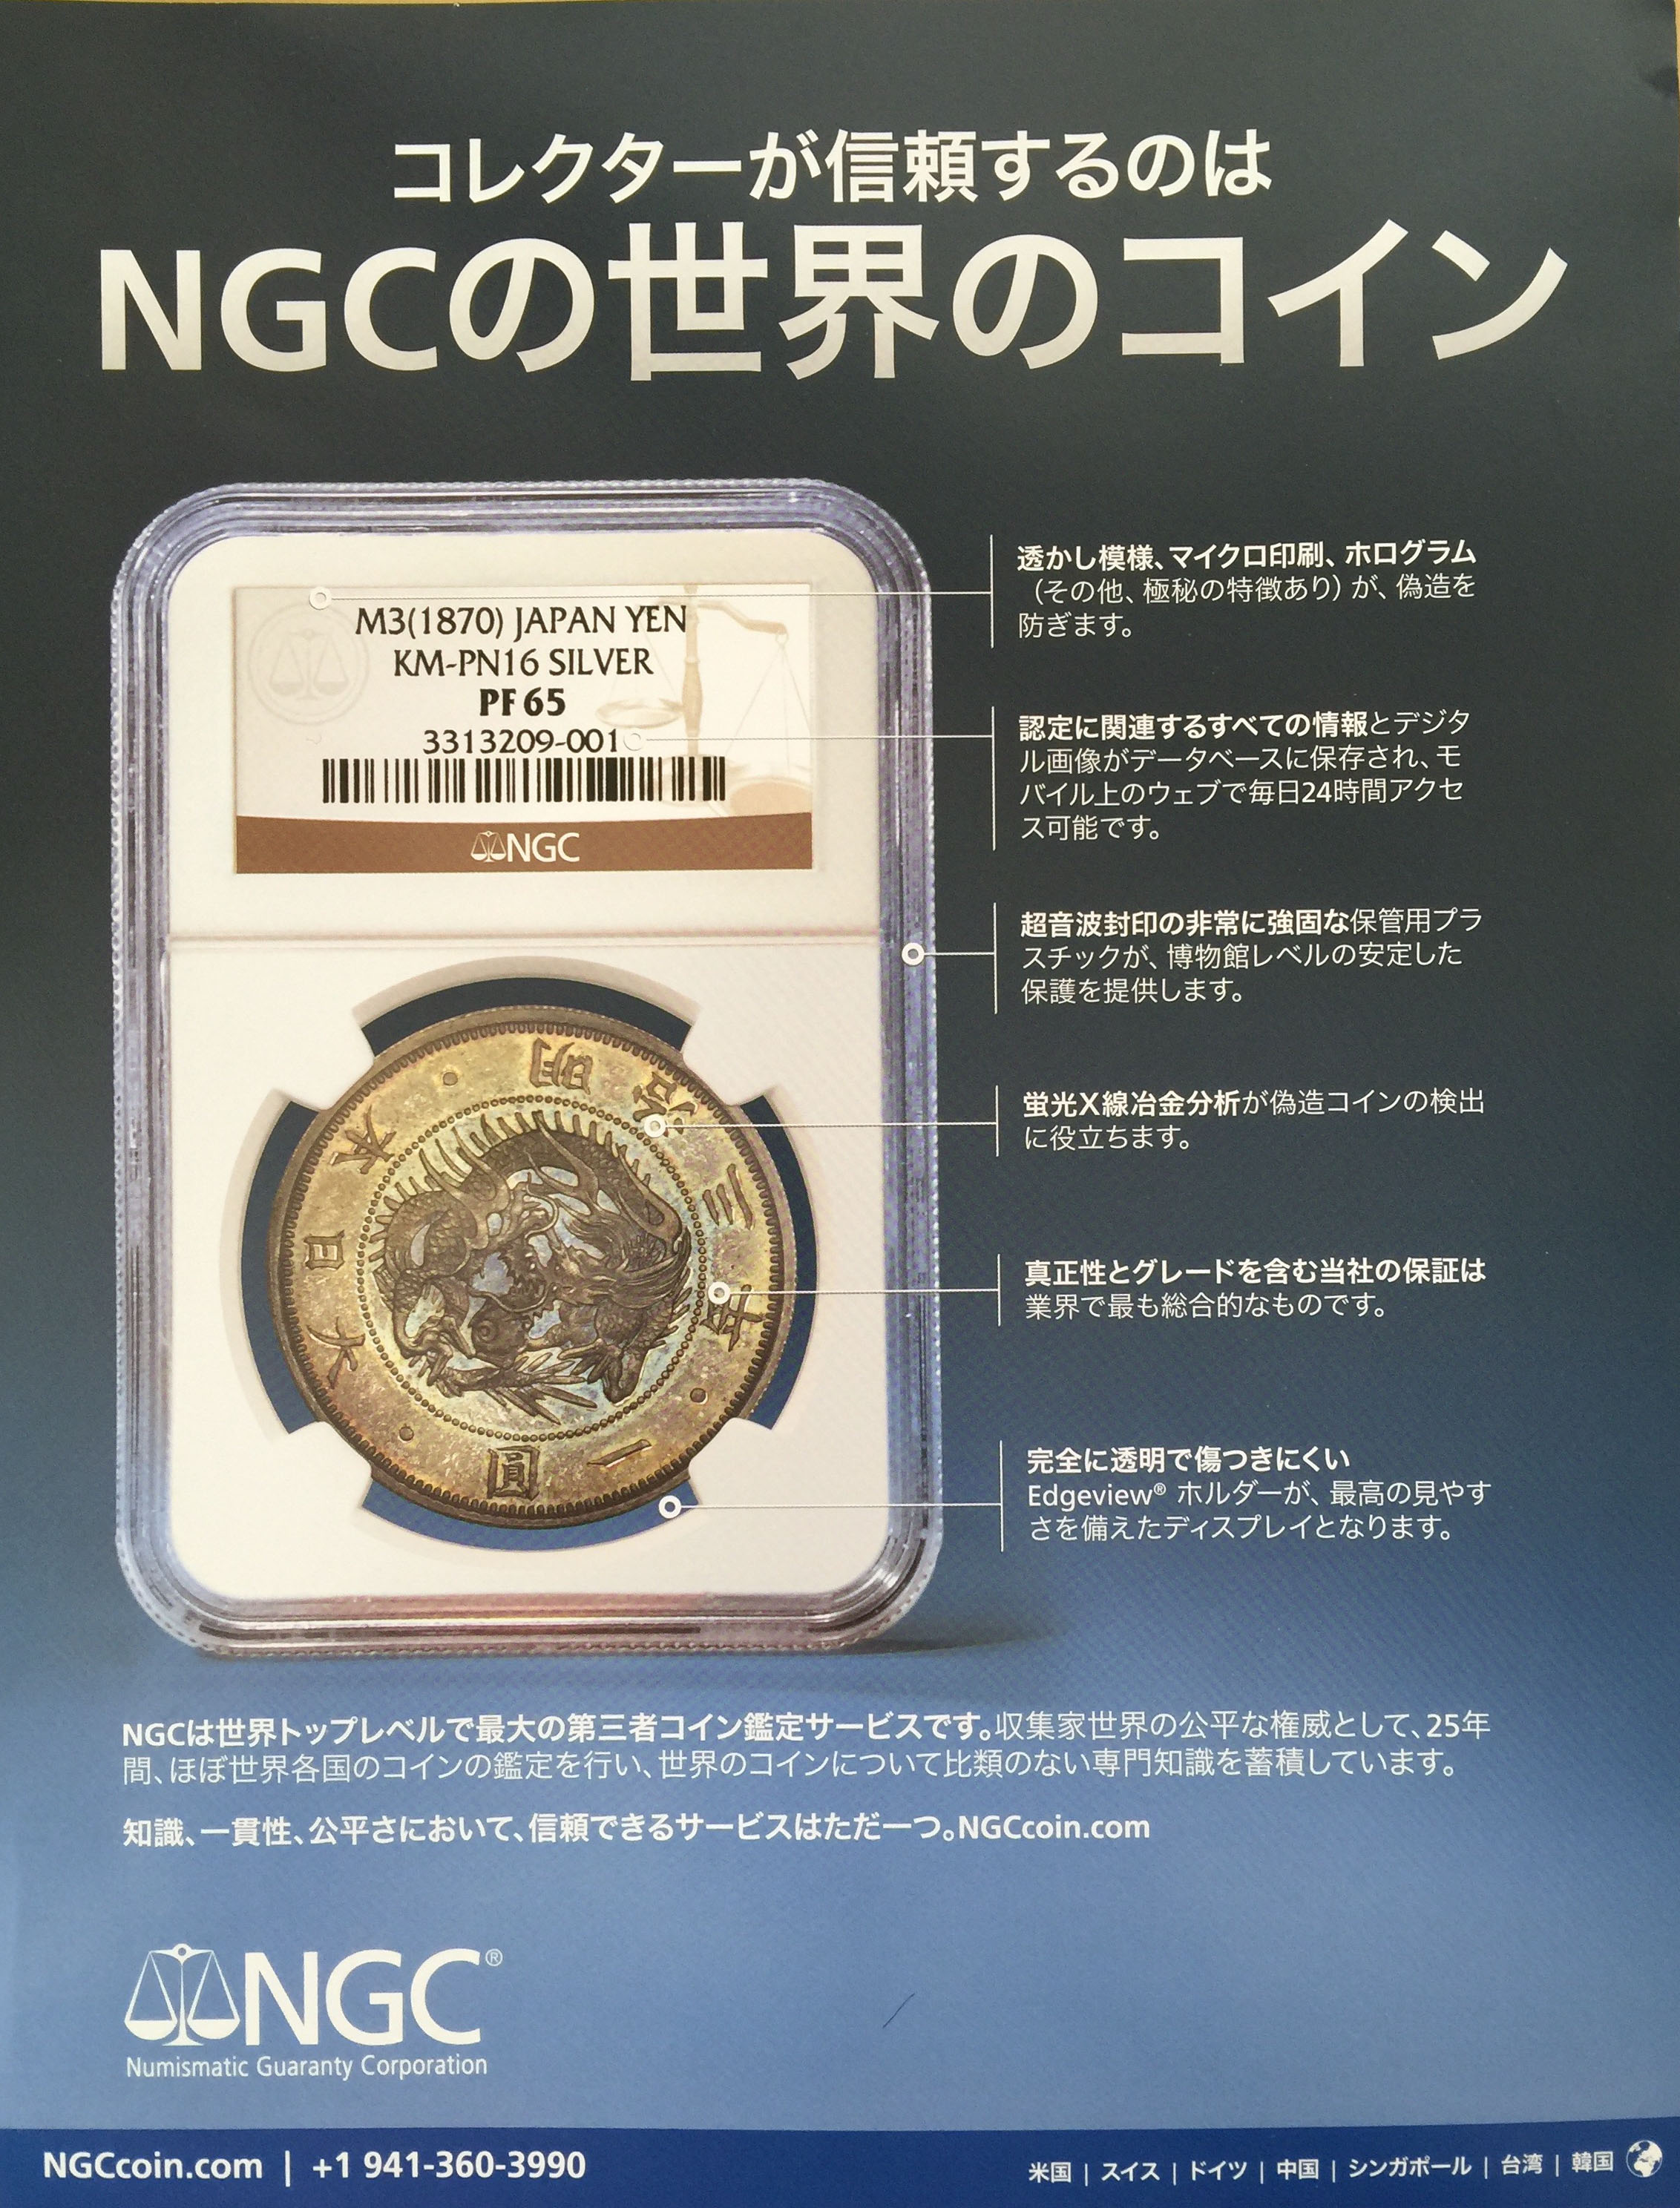 コレクターが信頼するのは
NGCの世界のコイン
M3(1870) JAPAN YEN
KM-PN16 SILVER
PF 65
3313209-001
NGC
明治三年
一圓
大日本
透かし模様、マイクロ印刷、ホログラム
（その他、極秘の特徴あり）が、偽造を
防ぎます。
認定に関連するすべての情報とデジタ
ル画像がデータベースに保存され、モ
バイル上のウェブで毎日24時間アクセ
ス可能です。
超音波封印の非常に強固な保管用プラ
スチックが、博物館レベルの安定した
保護を提供します。
蛍光X線冶金分析が偽造コインの検出
に役立ちます。
真正性とグレードを含む当社の保証は
業界で最も総合的なものです。
完全に透明で傷つきにくい
Edgeview® ホルダーが、最高の見やす
さを備えたディスプレイとなります。
NGCは世界トップレベルで最大の第三者コイン鑑定サービスです。収集家世界の公平な権威として、25年
間、ほぼ世界各国のコインの鑑定を行い、世界のコインについて比類のない専門知識を蓄積しています。
知識、一貫性、公平さにおいて、信頼できるサービスはただ一つ。NGCcoin.com
NGC®
Numismatic Guaranty Corporation
NGCcoin.com | +1 941-360-3990
米国 | スイス | ドイツ | 中国 | シンガポール | 台湾 | 韓国